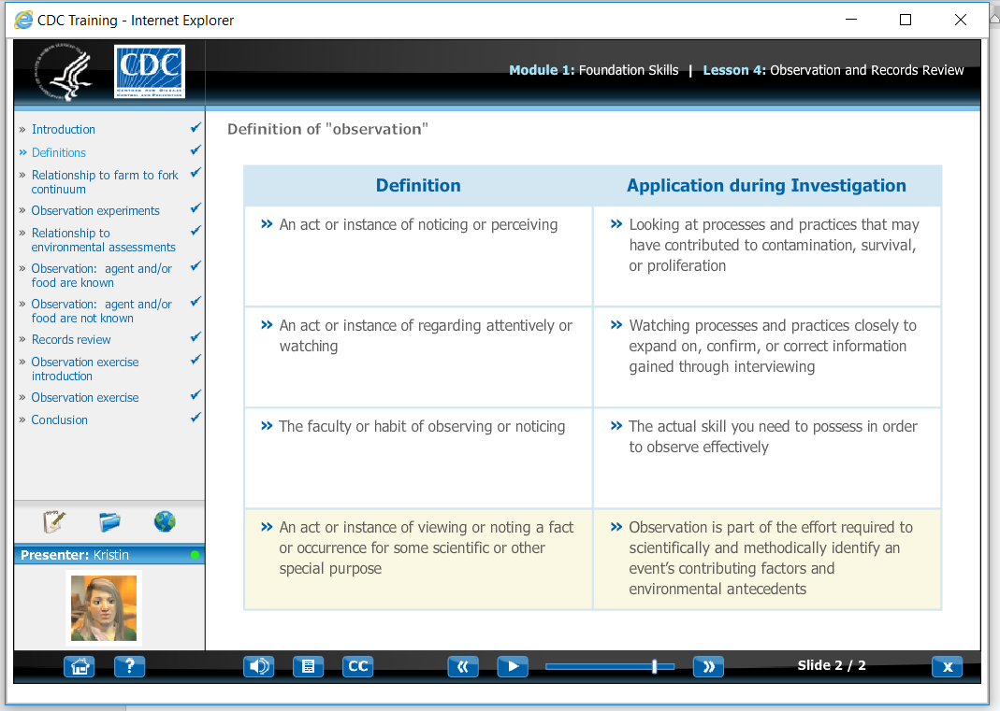 CDC Training - Internet Explorer
CDC
CENTERS FOR DISEASE
CONTROL AND PREVENTION
Module 1: Foundation Skills | Lesson 4: Observation and Records Review
» Introduction
» Definitions
» Relationship to farm to fork
continuum
» Observation experiments
» Relationship to
environmental assessments
» Observation: agent and/or
food are known
» Observation: agent and/or
food are not known
» Records review
» Observation exercise
introduction
» Observation exercise
» Conclusion
Presenter: Kristin
Definition of "observation"
Definition
Application during Investigation
» An act or instance of noticing or perceiving
» Looking at processes and practices that may
have contributed to contamination, survival,
or proliferation
» An act or instance of regarding attentively or
watching
» Watching processes and practices closely to
expand on, confirm, or correct information
gained through interviewing
» The faculty or habit of observing or noticing
» The actual skill you need to possess in order
to observe effectively
» An act or instance of viewing or noting a fact
or occurrence for some scientific or other
special purpose
» Observation is part of the effort required to
scientifically and methodically identify an
event's contributing factors and
environmental antecedents
?
CC
Slide 2 / 2
x